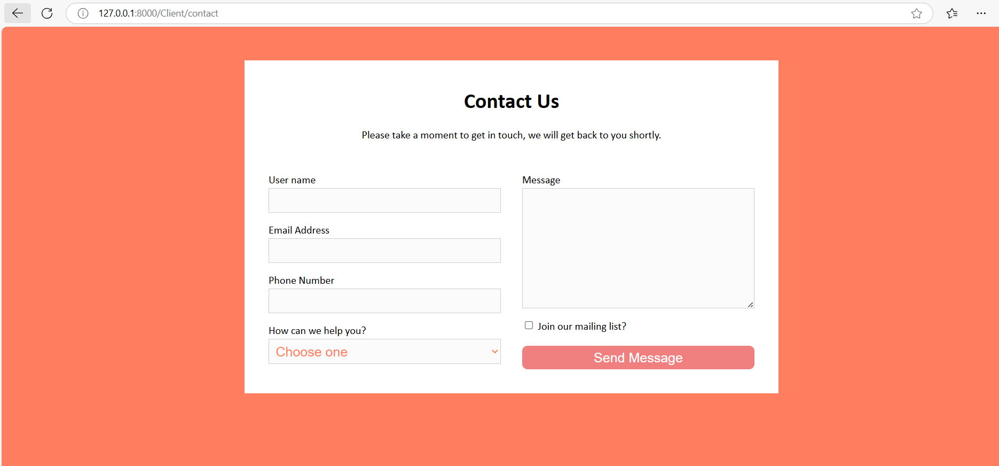 127.0.0.1:8000/Client/contact
Contact Us
Please take a moment to get in touch, we will get back to you shortly.
User name
Email Address
Phone Number
How can we help you?
Choose one
Message
Join our mailing list?
Send Message